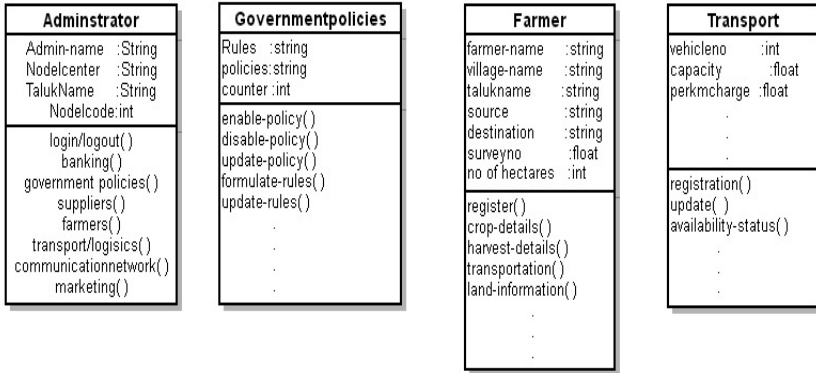 Adminstrator
Admin-name :String
Nodelcenter :String
TalukName :String
Nodelcode:int
login/logout()
banking()
government policies()
suppliers()
farmers()
transport/logisics()
communicationnetwork()
marketing()
Governmentpolicies
Rules :string
policies:string
counter :int
enable-policy()
disable-policy()
update-policy()
formulate-rules()
update-rules()
.
.
.
Farmer
farmer-name :string
village-name :string
talukname :string
source :string
destination :string
surveyno :float
no of hectares :int
register()
crop-details()
harvest-details()
transportation()
land-information()
.
.
.
Transport
vehicleno :int
capacity :float
perkmcharge :float
.
.
.
registration()
update( )
availability-status()
.
.
.